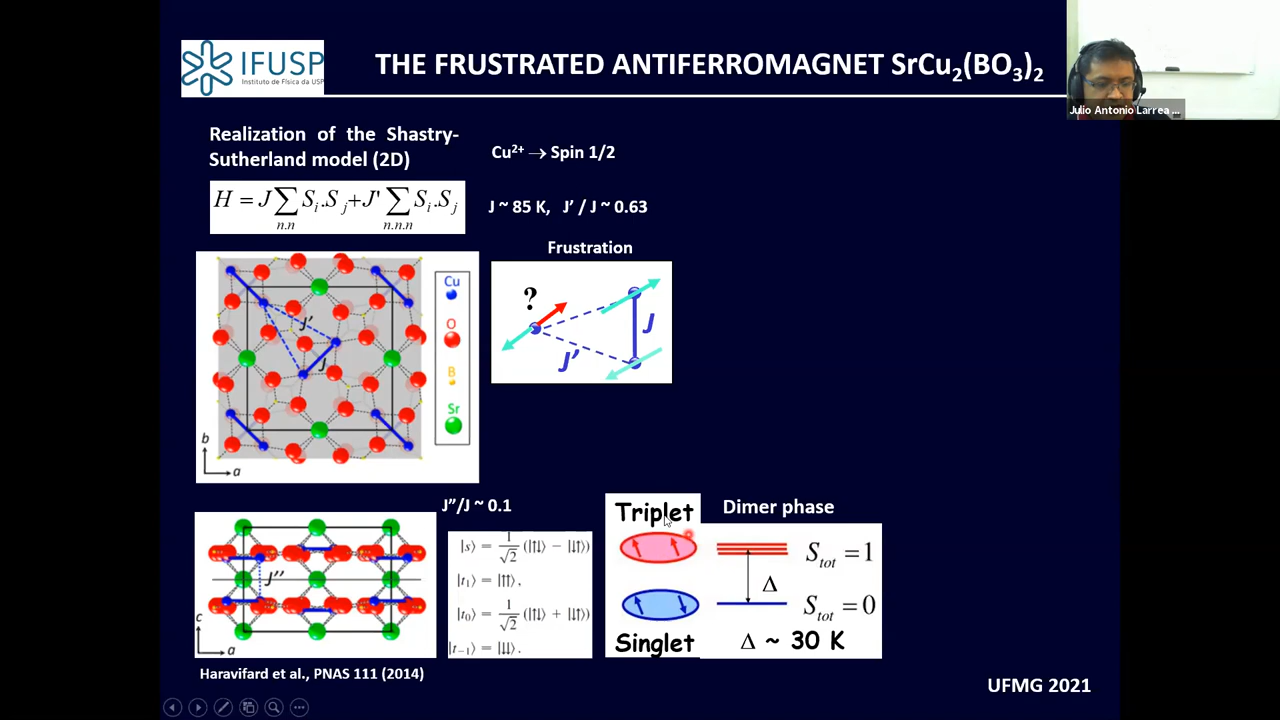 IFUSP
Instituto de Física da USP
THE FRUSTRATED ANTIFERROMAGNET SrCu₂(BO₃)₂
Julio Antonio Larrea ...
Realization of the Shastry-
Sutherland model (2D)
Cu²⁺ → Spin 1/2
H = J∑Sᵢ.Sⱼ+J'∑Sᵢ.Sⱼ
n.n n.n.n
J ~ 85 K, J' / J ~ 0.63
Frustration
Cu
O
B
Sr
J'
J
b
a
?
J
J'
J''/J ~ 0.1
J''
c
a
|s⟩ = 1/√2 (|↑↓⟩ − |↓↑⟩)
|t₁⟩ = |↑↑⟩,
|t₀⟩ = 1/√2 (|↑↓⟩ + |↓↑⟩)
|t₋₁⟩ = |↓↓⟩.
Triplet
Singlet
Dimer phase
S_tot = 1
Δ
S_tot = 0
Δ ~ 30 K
Haravifard et al., PNAS 111 (2014)
UFMG 2021